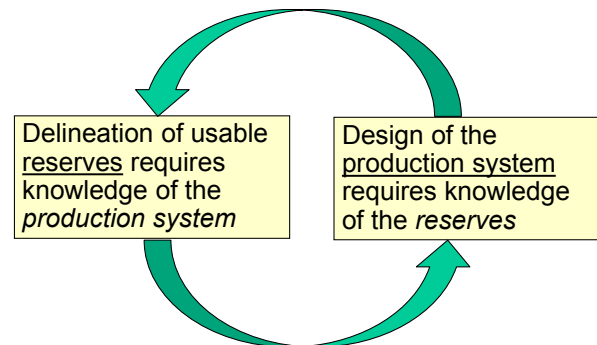 Delineation of usable
reserves requires
knowledge of the
production system
Design of the
production system
requires knowledge
of the reserves